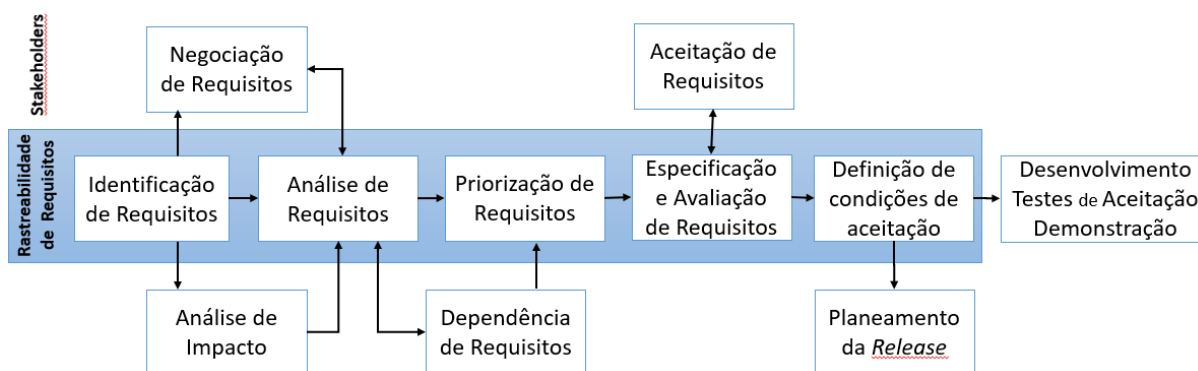 Stakeholders
Negociação
de Requisitos
Aceitação de
Requisitos
Rastreabilidade
de Requisitos
Identificação
de Requisitos
Análise de
Requisitos
Priorização de
Requisitos
Especificação
e Avaliação
de Requisitos
Definição de
condições de
aceitação
Desenvolvimento
Testes de Aceitação
Demonstração
Análise de
Impacto
Dependência
de Requisitos
Planeamento
da Release